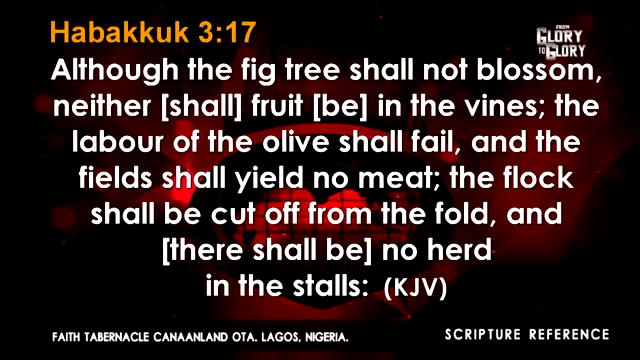 Habakkuk 3:17
FROM
GLORY
TO GLORY
Although the fig tree shall not blossom,
neither [shall] fruit [be] in the vines; the
labour of the olive shall fail, and the
fields shall yield no meat; the flock
shall be cut off from the fold, and
[there shall be] no herd
in the stalls: (KJV)
FAITH TABERNACLE CANAANLAND OTA. LAGOS, NIGERIA.
SCRIPTURE REFERENCE